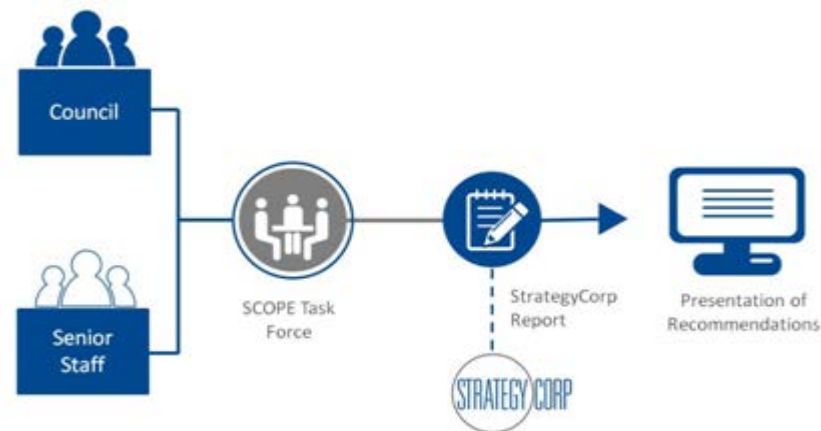 Council
Senior
Staff
SCOPE Task
Force
StrategyCorp
Report
STRATEGY CORP
Presentation of
Recommendations